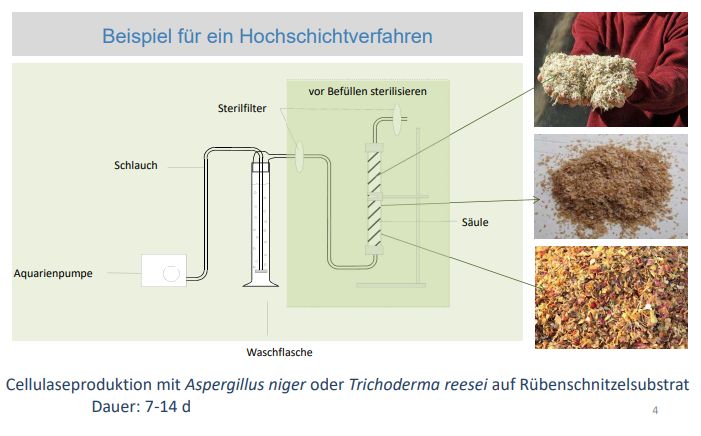 Beispiel für ein Hochschichtverfahren
vor Befüllen sterilisieren
Sterilfilter
Schlauch
Säule
Aquarienpumpe
Waschflasche
Cellulaseproduktion mit Aspergillus niger oder Trichoderma reesei auf Rübenschnitzelsubstrat
Dauer: 7-14 d
4